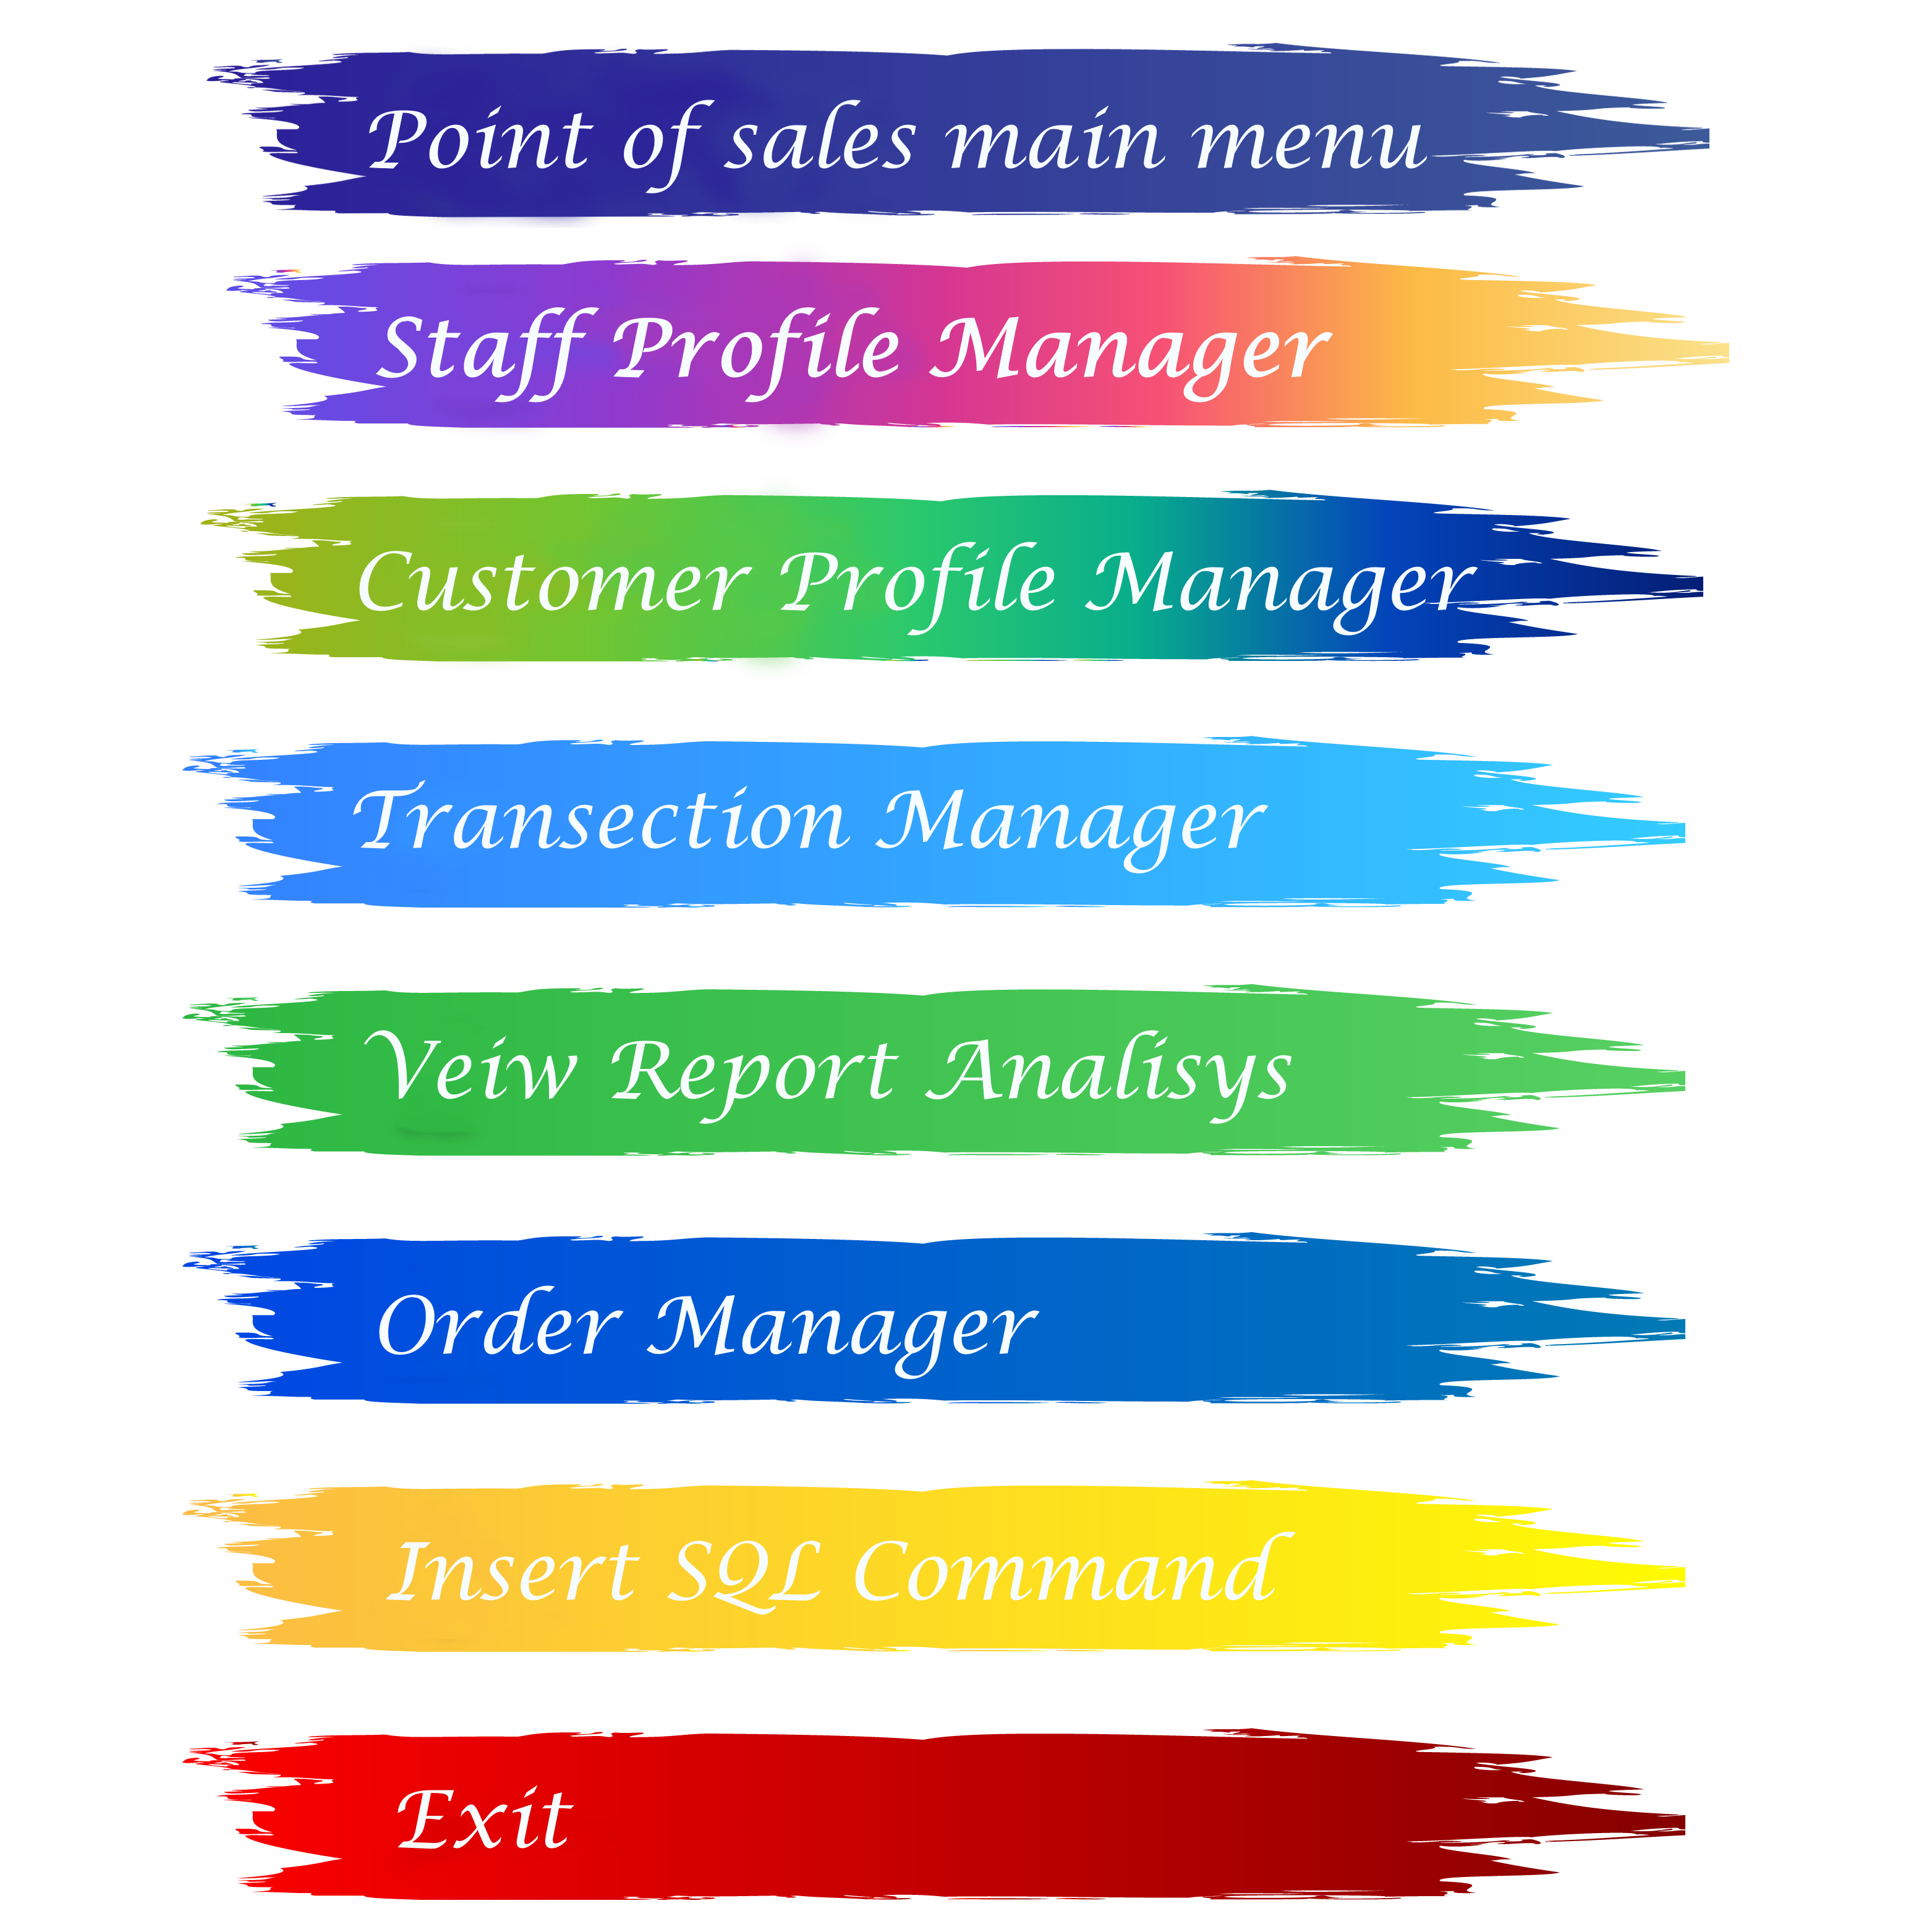 Point of sales main menu
Staff Profile Manager
Customer Profile Manager
Transection Manager
Veiw Report Analisys
Order Manager
Insert SQL Command
Exit